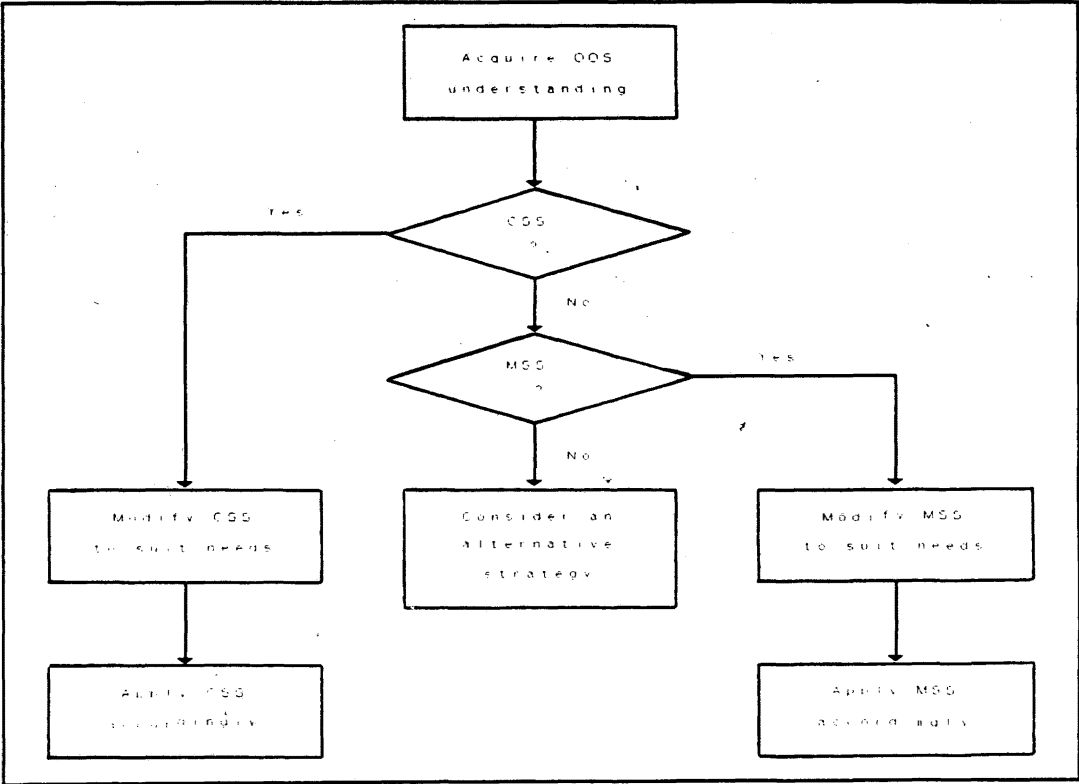 Acquire OOS
understanding
Yes
CSS
?
No
Yes
MSS
?
No
Modify CSS
to suit needs
Consider an
alternative
strategy
Modify MSS
to suit needs
Apply CSS
accordingly
Apply MSS
accordingly